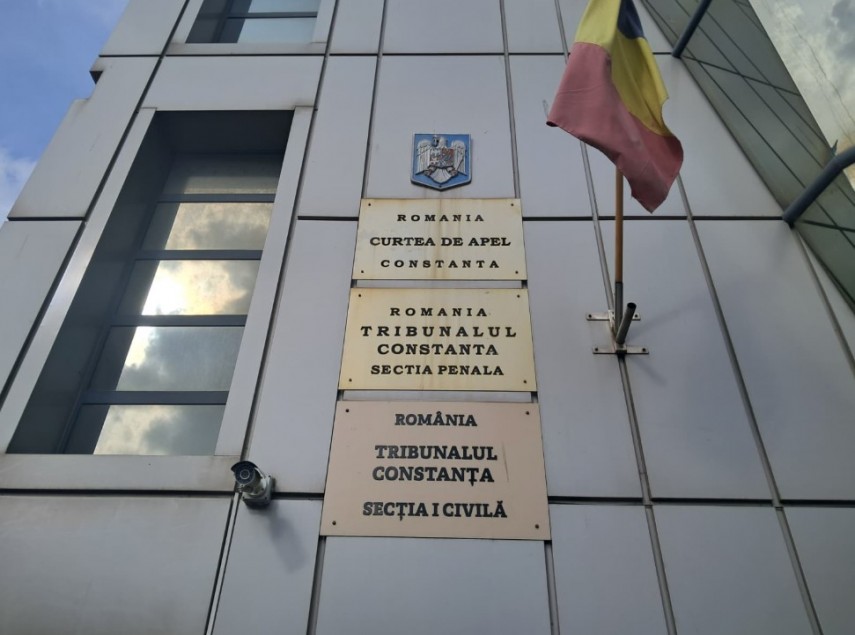 ROMANIA
CURTEA DE APEL
CONSTANTA
ROMANIA
TRIBUNALUL
CONSTANTA
SECTIA PENALA
ROMÂNIA
TRIBUNALUL
CONSTANȚA
SECȚIA I CIVILĂ